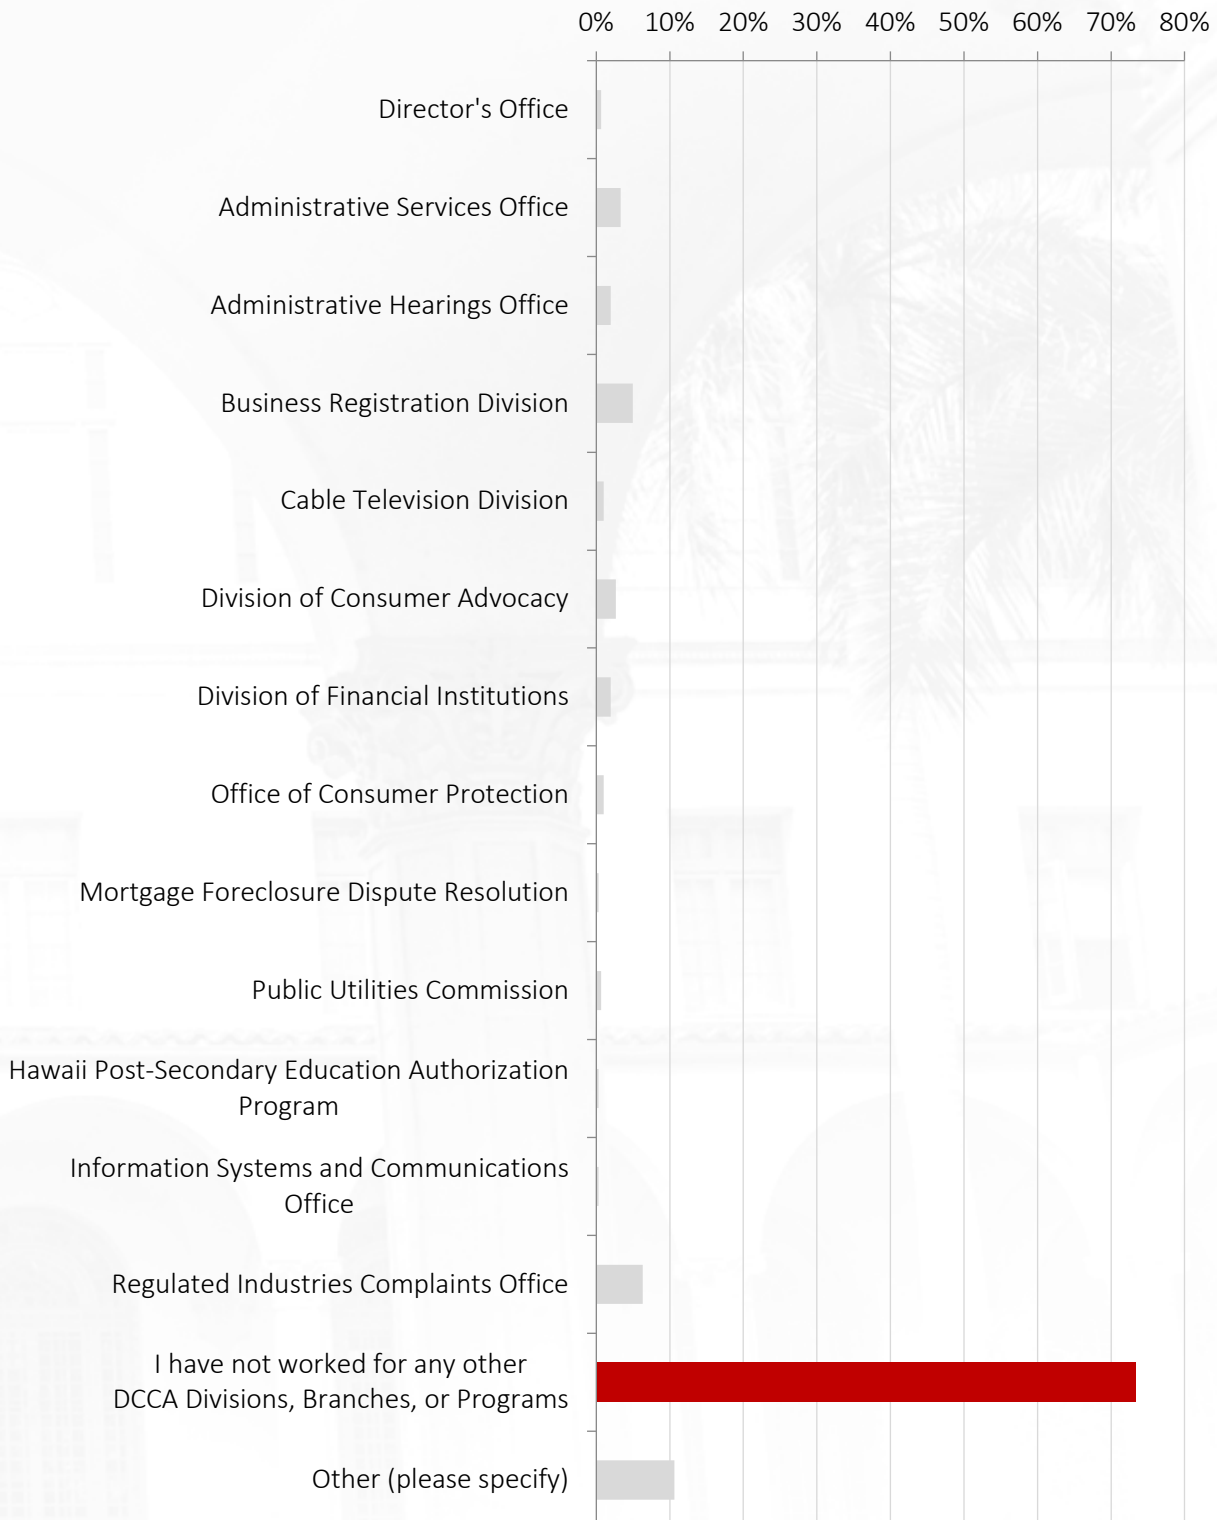 0% 10% 20% 30% 40% 50% 60% 70% 80%
Director's Office
Administrative Services Office
Administrative Hearings Office
Business Registration Division
Cable Television Division
Division of Consumer Advocacy
Division of Financial Institutions
Office of Consumer Protection
Mortgage Foreclosure Dispute Resolution
Public Utilities Commission
Hawaii Post-Secondary Education Authorization
Program
Information Systems and Communications
Office
Regulated Industries Complaints Office
I have not worked for any other
DCCA Divisions, Branches, or Programs
Other (please specify)